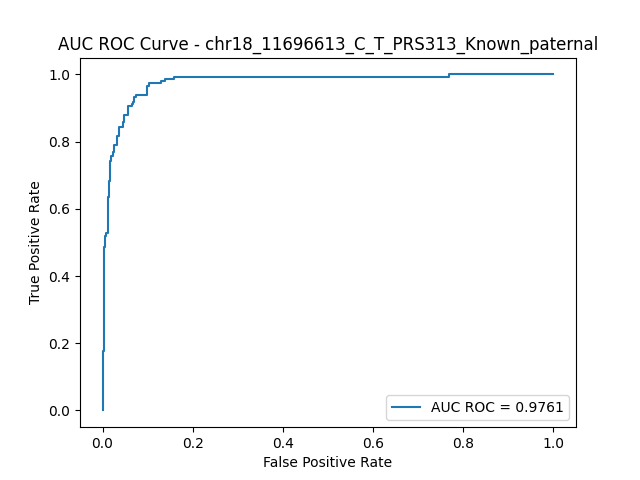 AUC ROC Curve - chr18_11696613_C_T_PRS313_Known_paternal
1.0
0.8
0.6
0.4
0.2
0.0
True Positive Rate
AUC ROC = 0.9761
0.0 0.2 0.4 0.6 0.8 1.0
False Positive Rate